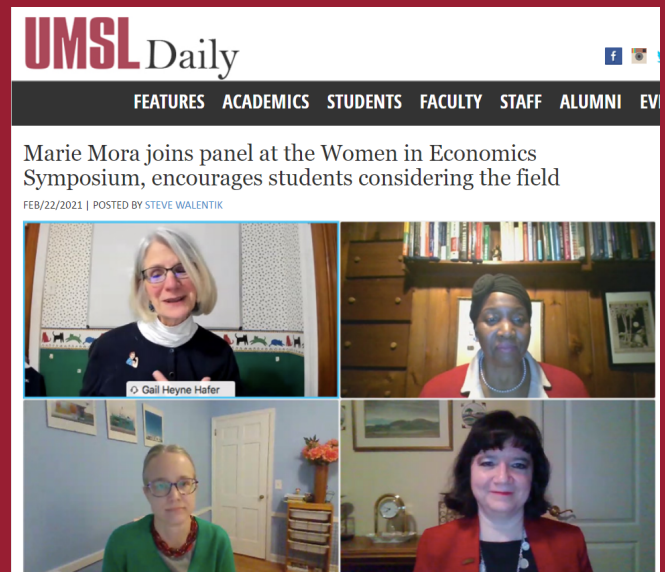 UMSL Daily
f
FEATURES ACADEMICS STUDENTS FACULTY STAFF ALUMNI EV
Marie Mora joins panel at the Women in Economics
Symposium, encourages students considering the field
FEB/22/2021 | POSTED BY STEVE WALENTIK
Gail Heyne Hafer